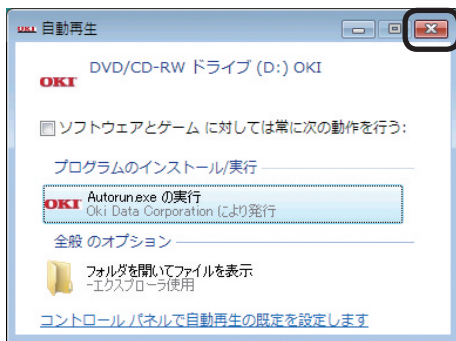 OKI 自動再生
DVD/CD-RW ドライブ (D:) OKI
OKI
ソフトウェアとゲーム に対しては常に次の動作を行う:
プログラムのインストール/実行
OKI Autorun.exe の実行
Oki Data Corporation により発行
全般 のオプション
フォルダを開いてファイルを表示
-エクスプローラ使用
コントロール パネルで自動再生の既定を設定します